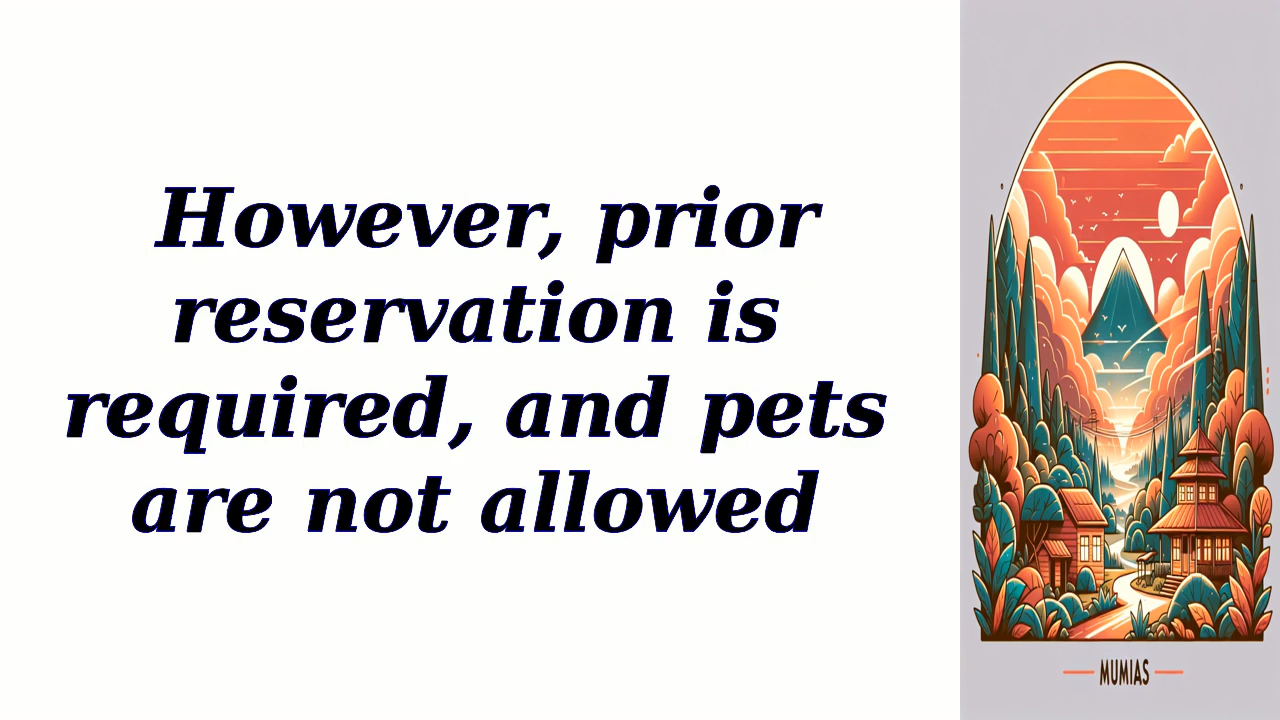 However, prior
reservation is
required, and pets
are not allowed
MUMIAS